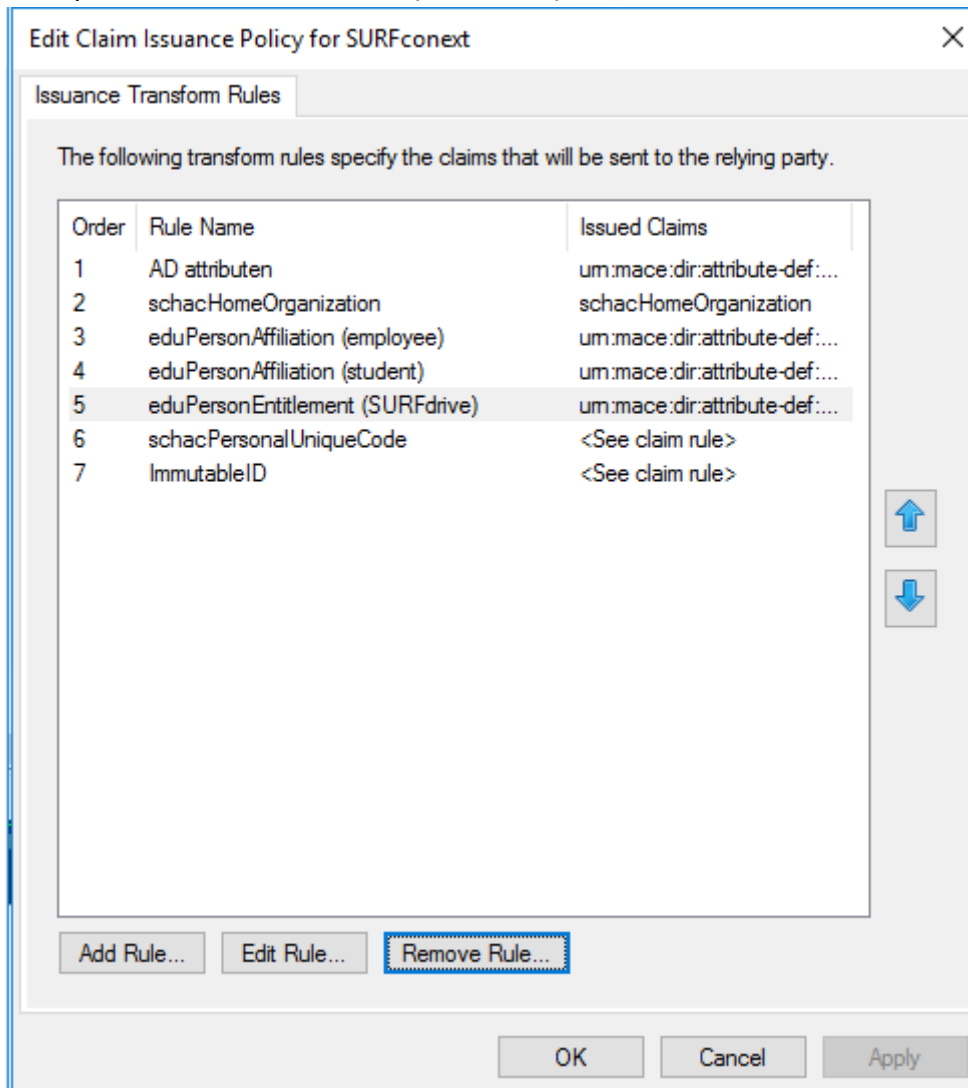 Edit Claim Issuance Policy for SURFconext
Issuance Transform Rules
The following transform rules specify the claims that will be sent to the relying party.
Order Rule Name Issued Claims
1 AD attributen urn:mace:dir:attribute-def:...
2 schacHomeOrganization schacHomeOrganization
3 eduPersonAffiliation (employee) urn:mace:dir:attribute-def:...
4 eduPersonAffiliation (student) urn:mace:dir:attribute-def:...
5 eduPersonEntitlement (SURFdrive) urn:mace:dir:attribute-def:...
6 schacPersonalUniqueCode <See claim rule>
7 ImmutableID <See claim rule>
Add Rule... Edit Rule... Remove Rule...
OK Cancel Apply